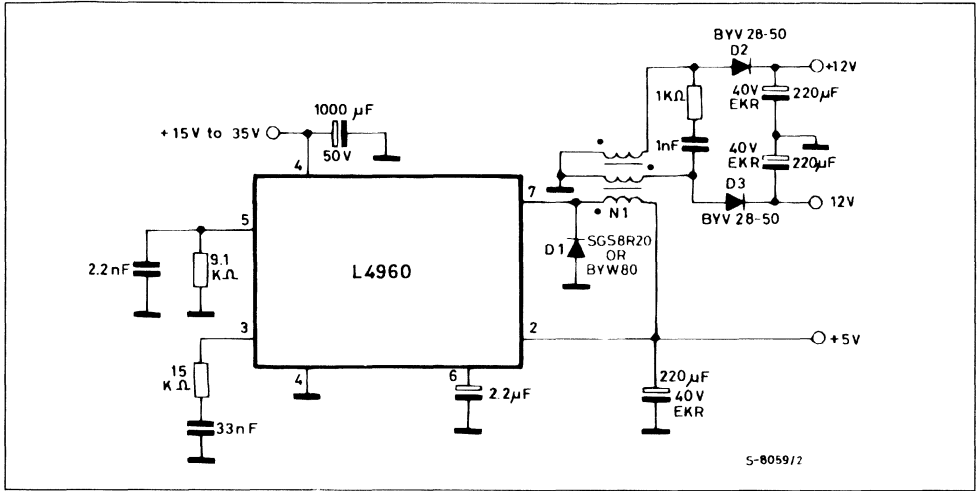 BYV 28-50
D2
+12V
1KΩ
40V
EKR
220µF
1000 µF
+15V to 35V
50V
1nF
40V
EKR
220µF
4
7
D3
12V
BYV 28-50
N1
5
D1
SGS8R20
OR
BYW80
2.2nF
9.1
KΩ
L4960
3
2
+5V
15
KΩ
4
6
2.2µF
220µF
40V
EKR
33nF
S-8059/2